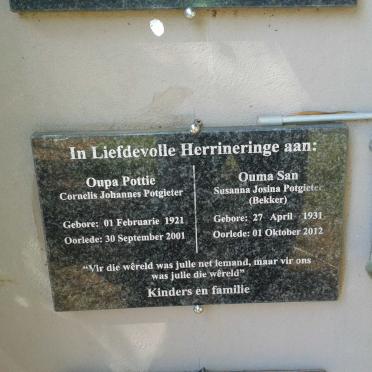 In Liefdevolle Herrineringe aan:
Oupa Pottie
Cornelis Johannes Potgieter
Gebore: 01 Februarie 1921
Oorlede: 30 September 2001
Ouma San
Susanna Josina Potgieter
(Bekker)
Gebore: 27 April 1931
Oorlede: 01 Oktober 2012
“Vir die wêreld was julle net iemand, maar vir ons
was julle die wêreld”
Kinders en familie